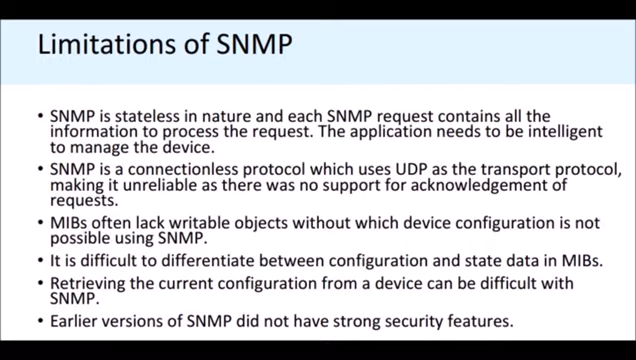 Limitations of SNMP
• SNMP is stateless in nature and each SNMP request contains all the
information to process the request. The application needs to be intelligent
to manage the device.
• SNMP is a connectionless protocol which uses UDP as the transport protocol,
making it unreliable as there was no support for acknowledgement of
requests.
• MIBs often lack writable objects without which device configuration is not
possible using SNMP.
• It is difficult to differentiate between configuration and state data in MIBs.
• Retrieving the current configuration from a device can be difficult with
SNMP.
• Earlier versions of SNMP did not have strong security features.